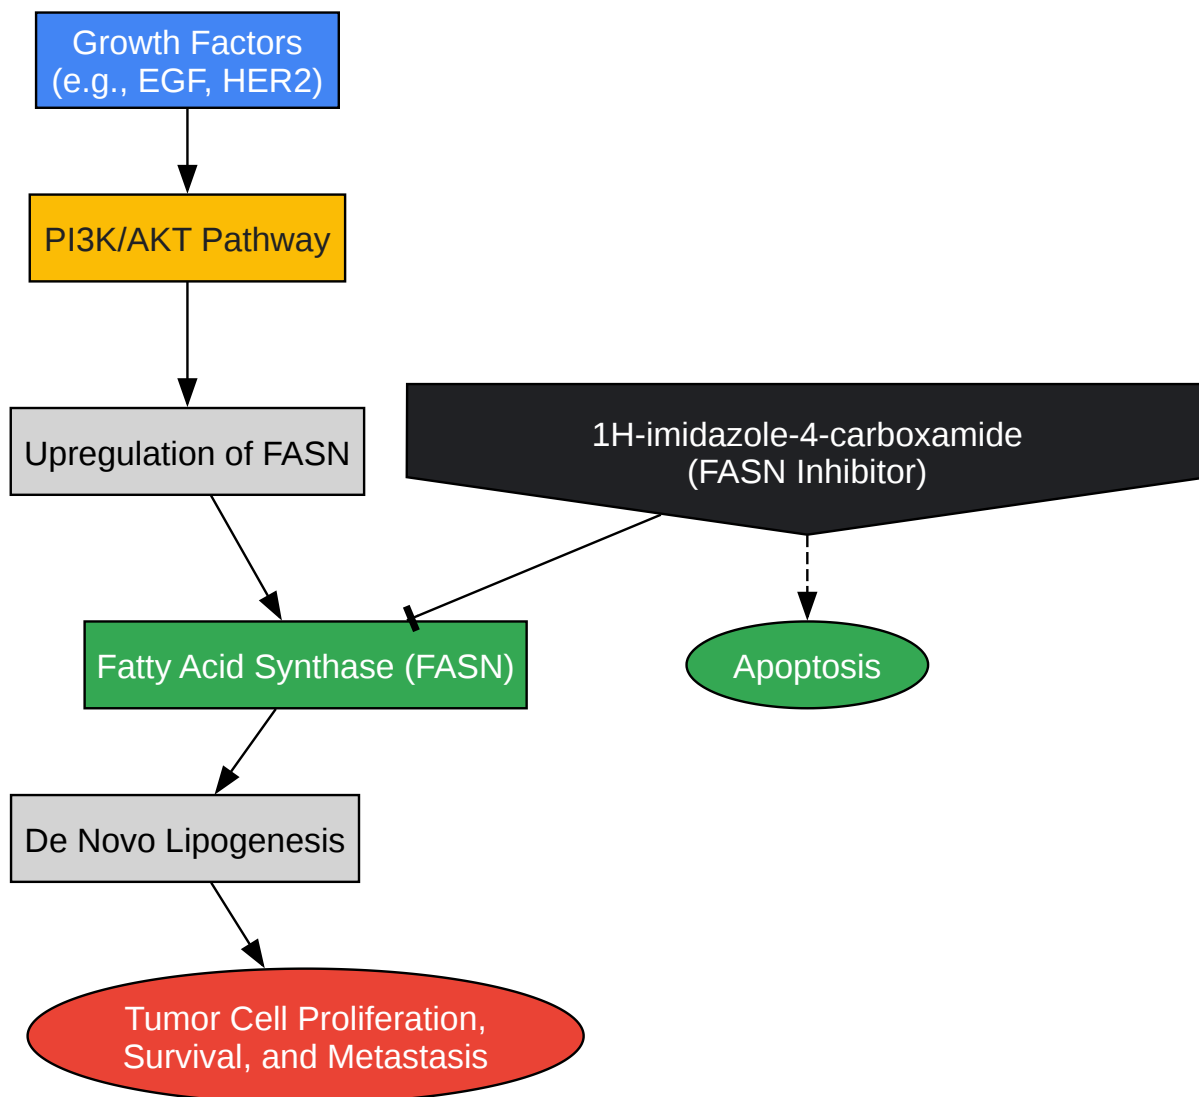 Growth Factors
(e.g., EGF, HER2)
PI3K/AKT Pathway
Upregulation of FASN
1H-imidazole-4-carboxamide
(FASN Inhibitor)
Fatty Acid Synthase (FASN)
Apoptosis
De Novo Lipogenesis
Tumor Cell Proliferation,
Survival, and Metastasis